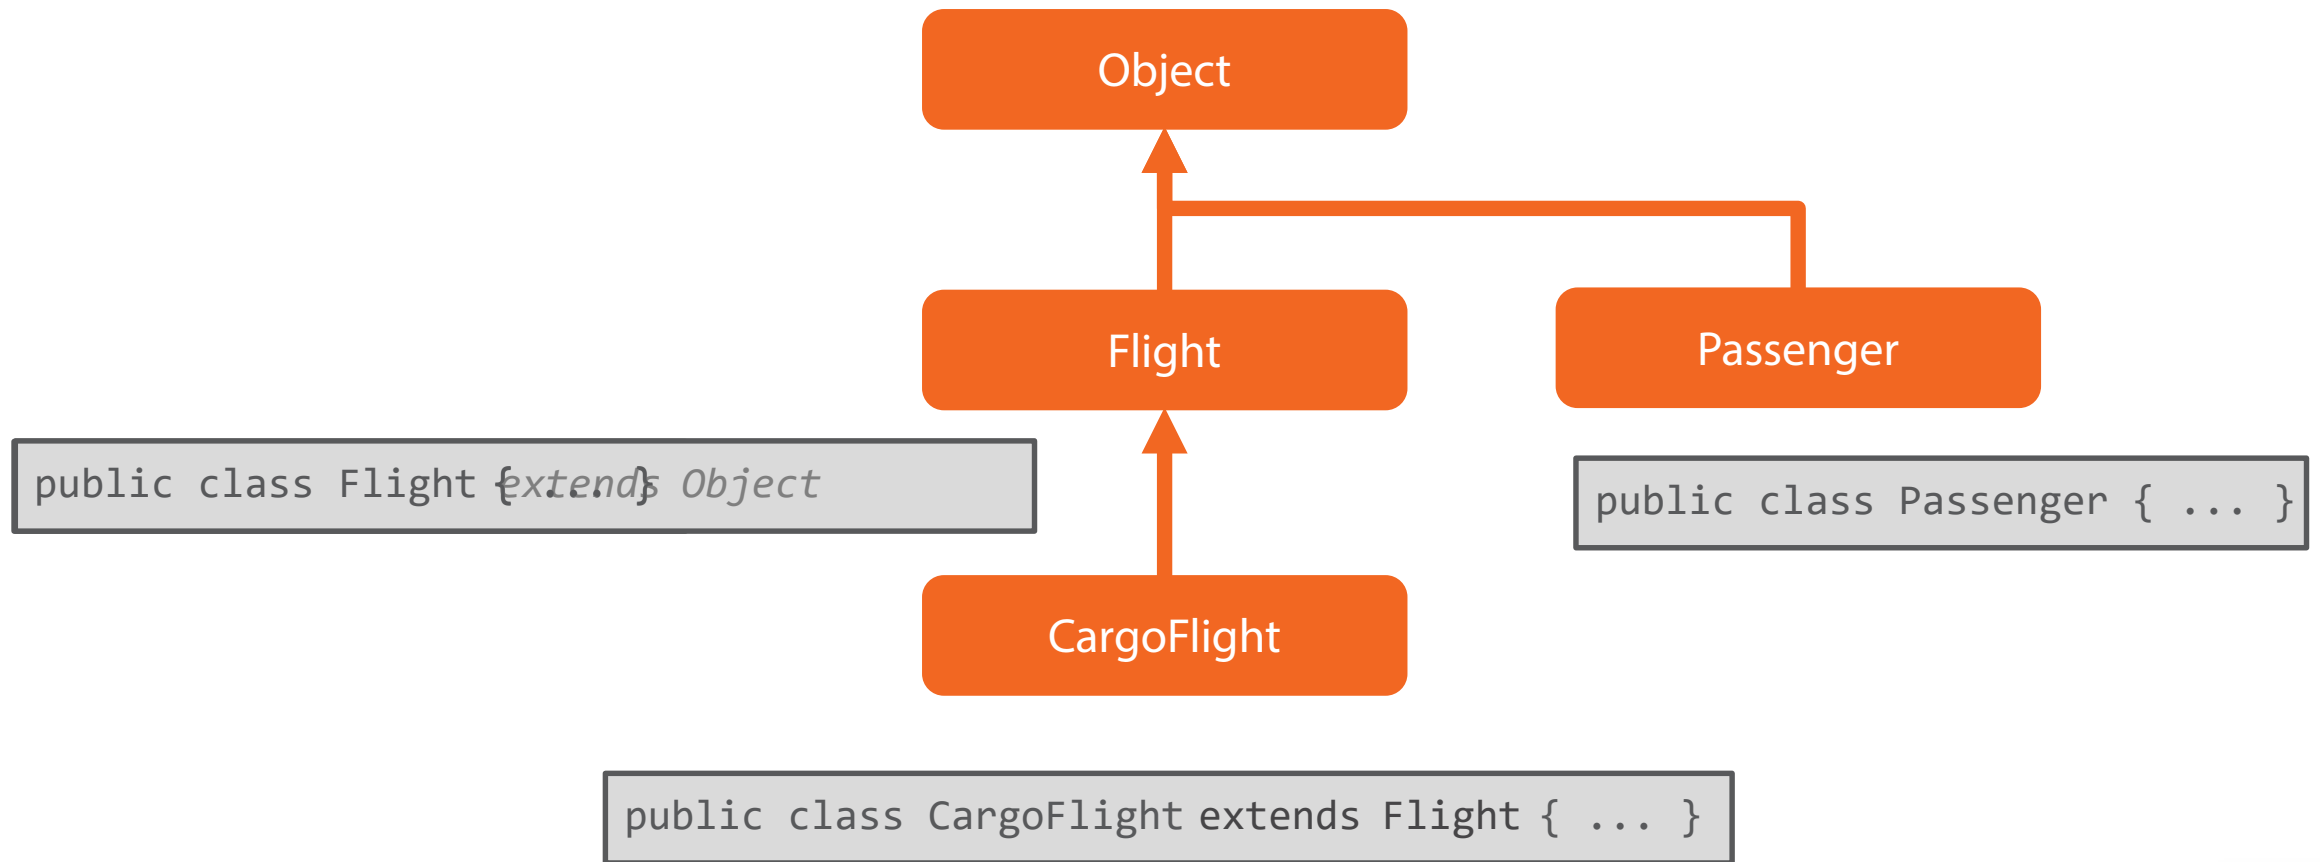 Object
Flight
Passenger
public class Flight { ... } extends Object
public class Passenger { ... }
CargoFlight
public class CargoFlight extends Flight { ... }